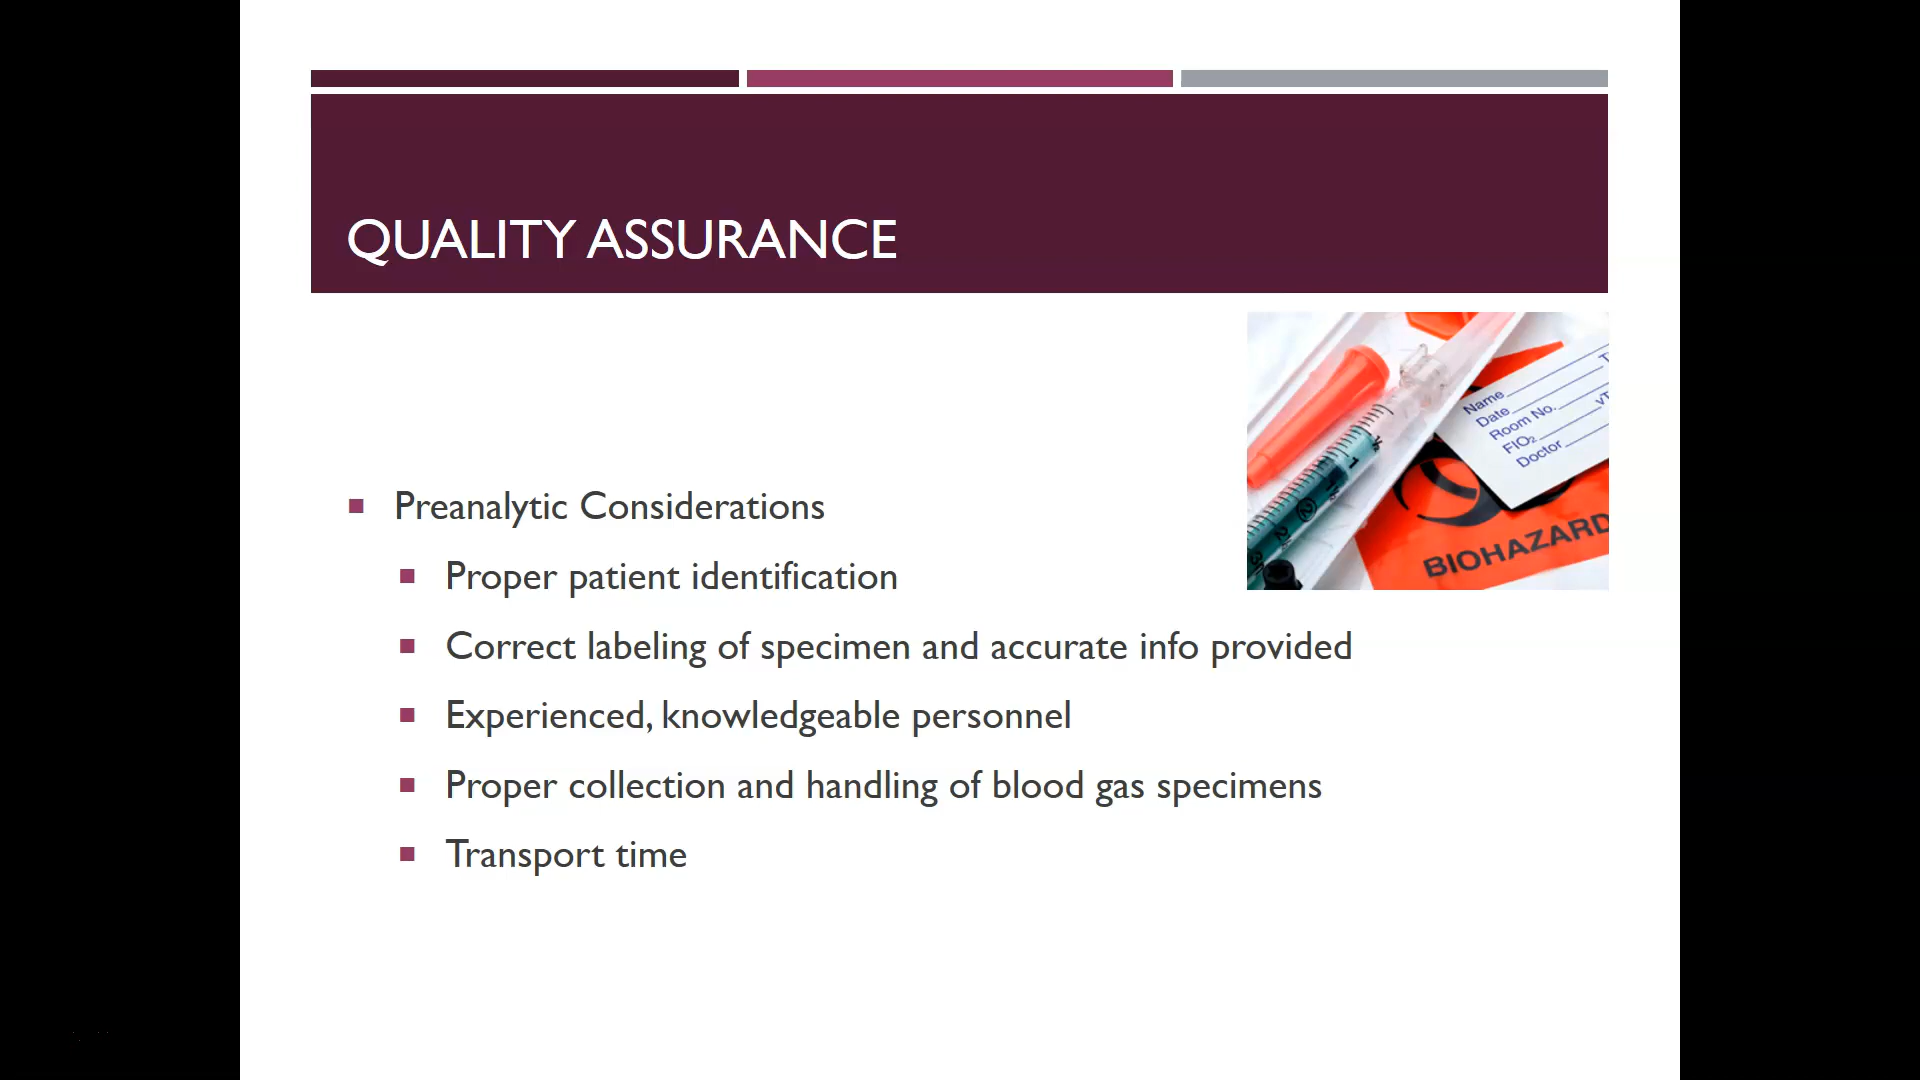 QUALITY ASSURANCE
Name
Date
Room No.
FIO₂
Doctor
BIOHAZARD
Preanalytic Considerations
Proper patient identification
Correct labeling of specimen and accurate info provided
Experienced, knowledgeable personnel
Proper collection and handling of blood gas specimens
Transport time